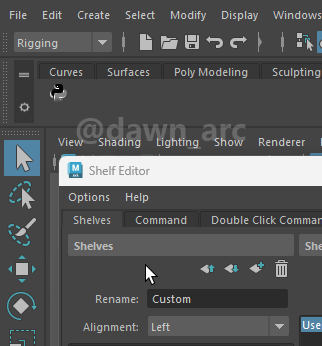 File Edit Create Select Modify Display Windows
Rigging
Curves Surfaces Poly Modeling Sculpting
@dawn_arc
View Shading Lighting Show Renderer
M Shelf Editor
Options Help
Shelves Command Double Click Comman
Shelves She
Rename: Custom
Alignment: Left Use